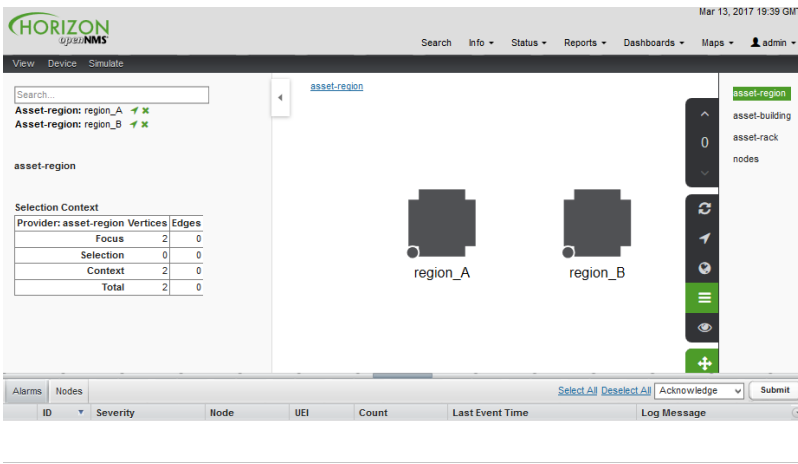 Mar 13, 2017 19:39 GMT
HORIZON
openNMS
Search Info Status Reports Dashboards Maps admin
View Device Simulate
Search...
Asset-region: region_A
Asset-region: region_B
asset-region
Selection Context
Provider: asset-region Vertices Edges
Focus 2 0
Selection 0 0
Context 2 0
Total 2 0
asset-region
region_A region_B
0
asset-region
asset-building
asset-rack
nodes
Alarms Nodes Select All Deselect All Acknowledge Submit
ID Severity Node UEI Count Last Event Time Log Message